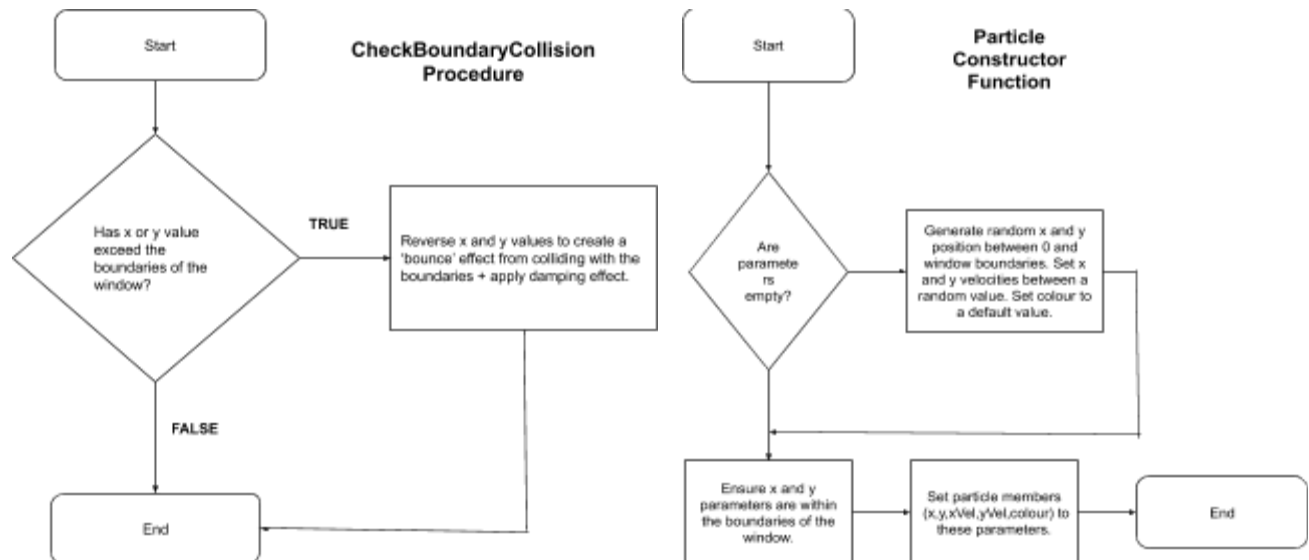 Start
CheckBoundaryCollision
Procedure
Has x or y value
exceed the
boundaries of the
window?
TRUE
Reverse x and y values to create a
'bounce' effect from colliding with the
boundaries + apply damping effect.
FALSE
End
Start
Particle
Constructor
Function
Are
paramete
rs
empty?
Generate random x and y
position between 0 and
window boundaries. Set x
and y velocities between a
random value. Set colour to
a default value.
Ensure x and y
parameters are within
the boundaries of the
window.
Set particle members
(x,y,xVel,yVel,colour) to
these parameters.
End